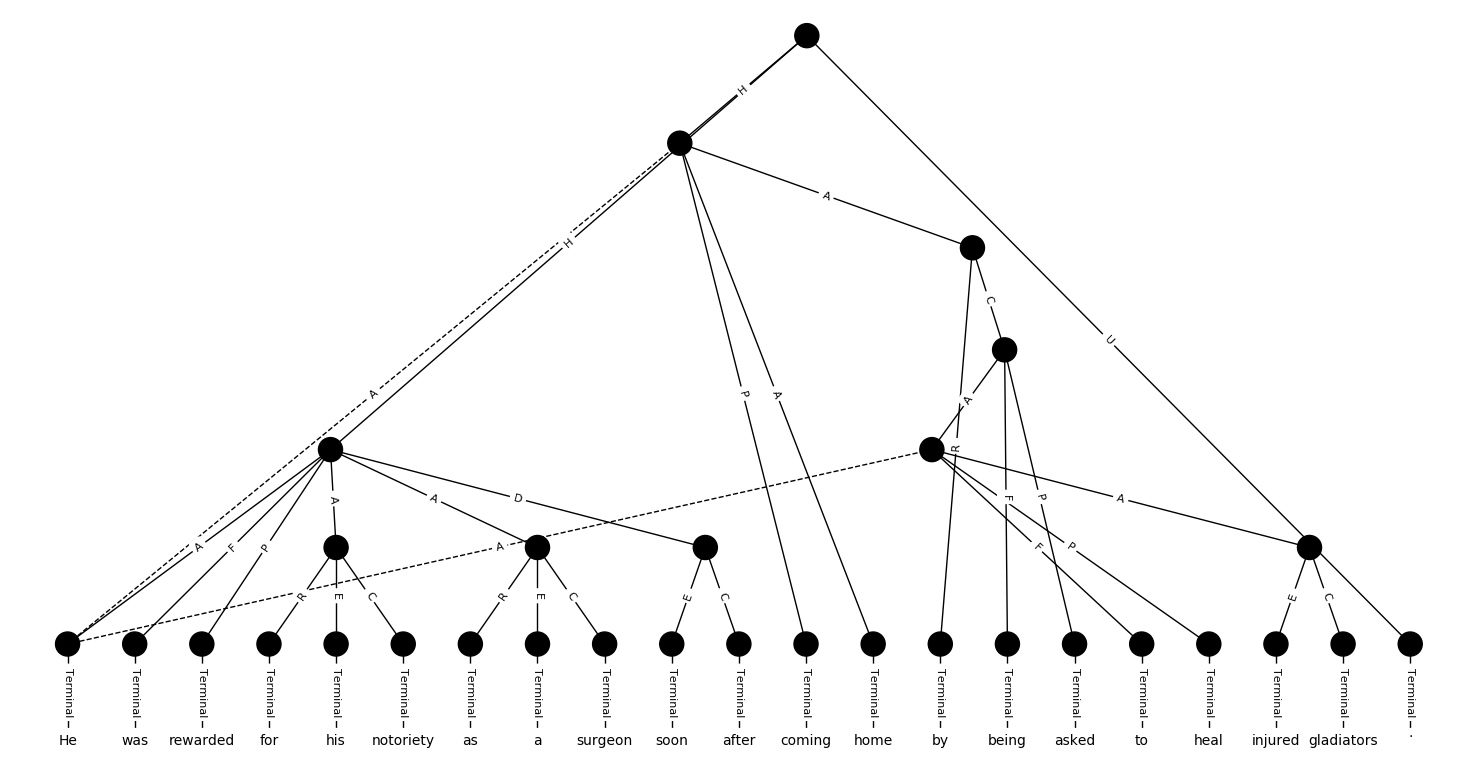 H
A
H
A
C
U
P
A
A
R
A
F
P
A
A
D
A
F
P
A
F
P
A
R
E
C
R
E
C
E
C
E
C
Terminal Terminal Terminal Terminal Terminal Terminal Terminal Terminal Terminal Terminal Terminal Terminal Terminal Terminal Terminal Terminal Terminal Terminal Terminal Terminal Terminal
He was rewarded for his notoriety as a surgeon soon after coming home by being asked to heal injured gladiators .